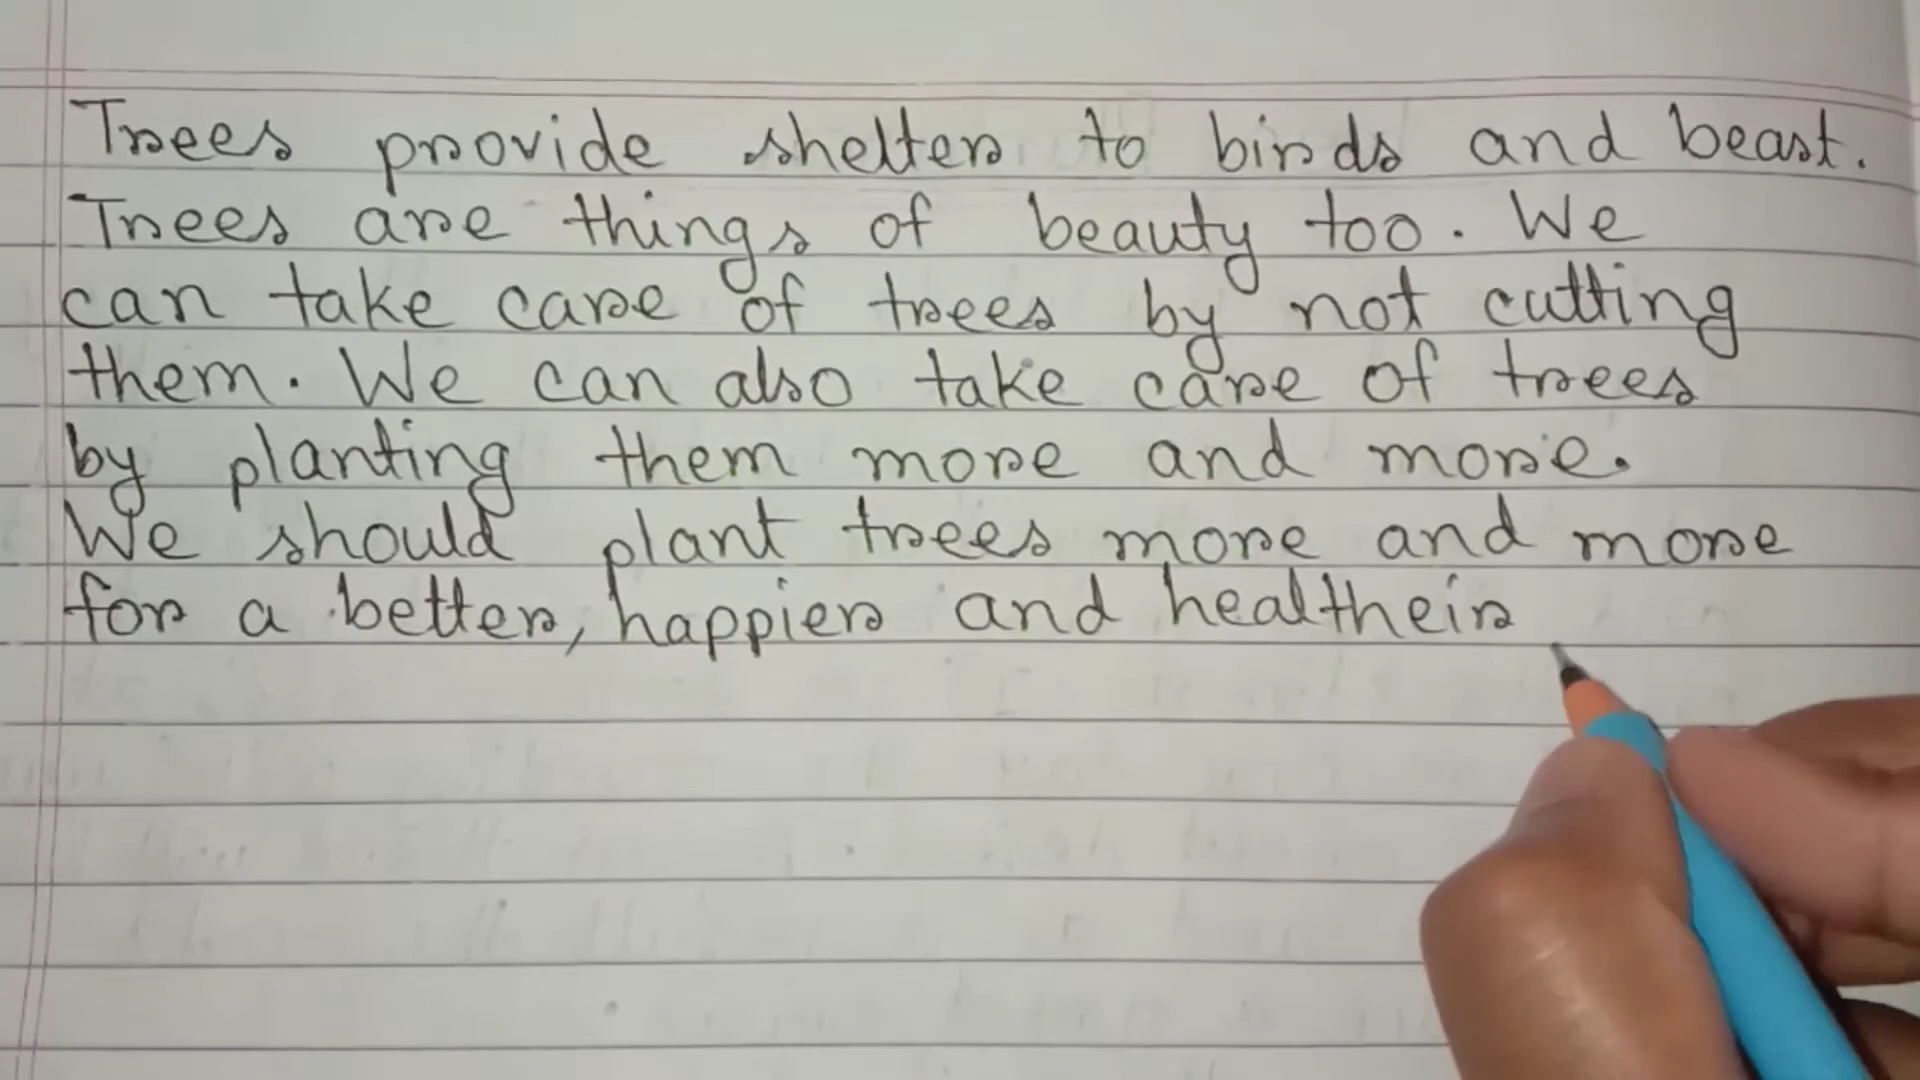 Trees provide shelter to birds and beast.
Trees are things of beauty too. We
can take care of trees by not cutting
them. We can also take care of trees
by planting them more and more.
We should plant trees more and more
for a better, happier and healtheir